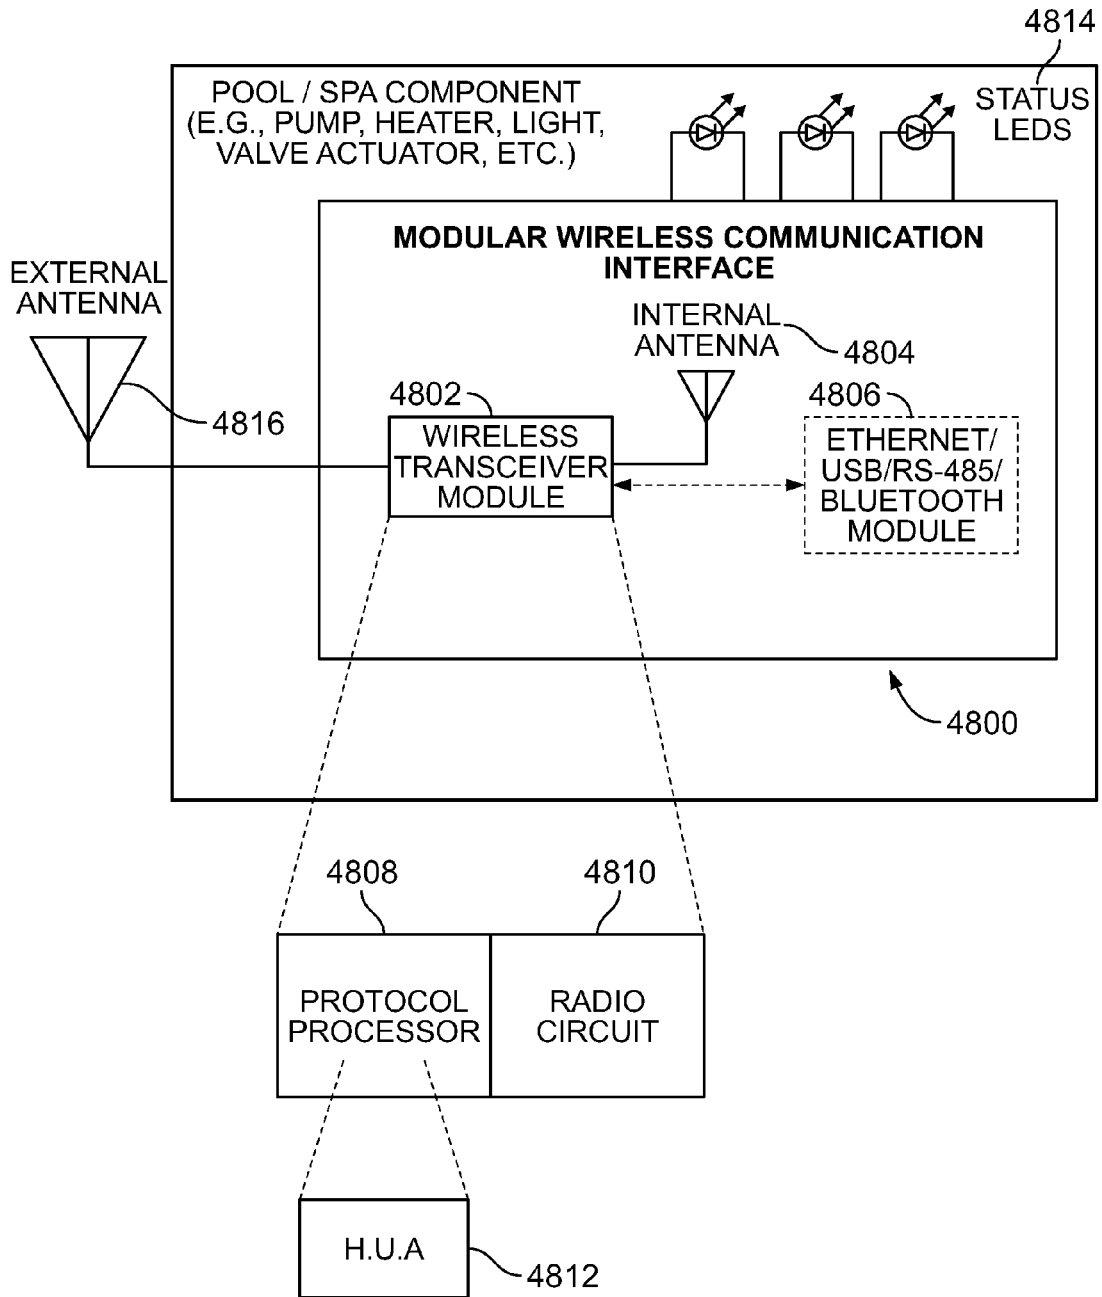 4814
POOL / SPA COMPONENT
(E.G., PUMP, HEATER, LIGHT,
VALVE ACTUATOR, ETC.)
STATUS
LEDS
MODULAR WIRELESS COMMUNICATION
INTERFACE
EXTERNAL
ANTENNA
INTERNAL
ANTENNA
4804
4816
4802
4806
WIRELESS
TRANSCEIVER
MODULE
ETHERNET/
USB/RS-485/
BLUETOOTH
MODULE
4800
4808
4810
PROTOCOL
PROCESSOR
RADIO
CIRCUIT
H.U.A
4812